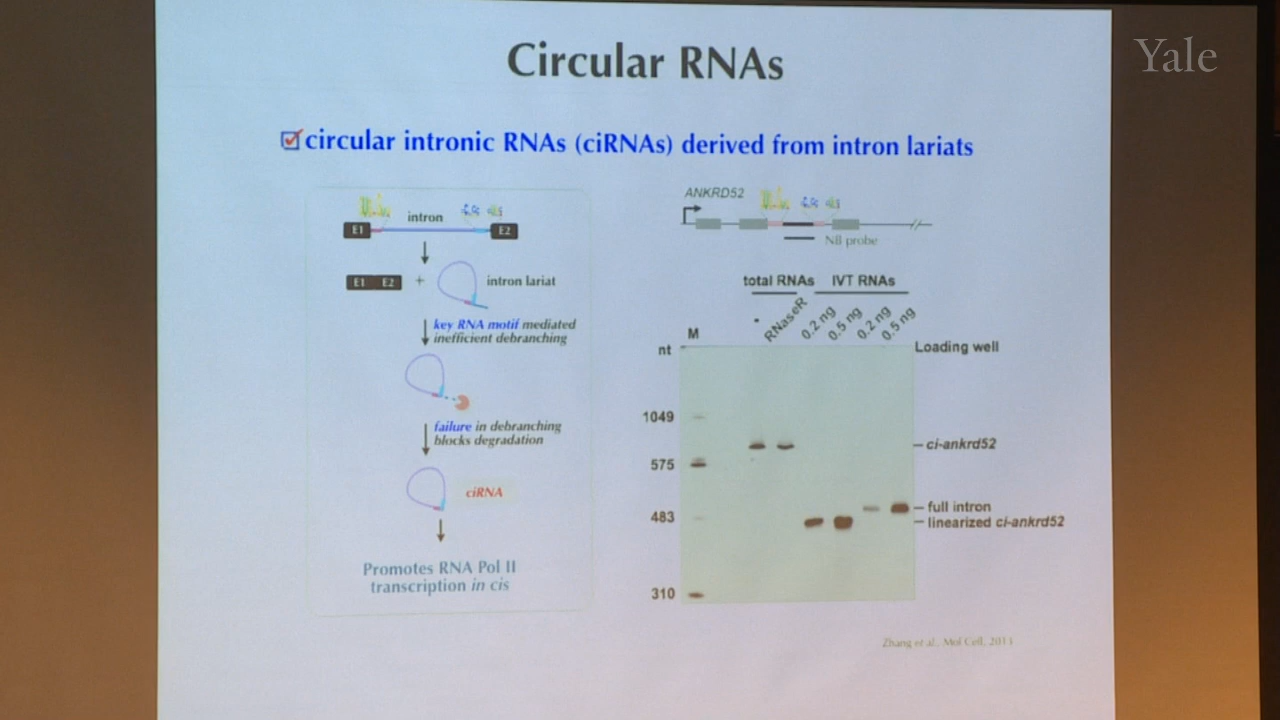 Circular RNAs
Yale
circular intronic RNAs (ciRNAs) derived from intron lariats
intron
E1
E2
E1 E2
+
intron lariat
key RNA motif mediated
inefficient debranching
failure in debranching
blocks degradation
ciRNA
Promotes RNA Pol II
transcription in cis
ANKRD52
NB probe
total RNAs IVT RNAs
- RNaseR 0.2 ng 0.5 ng 0.2 ng 0.5 ng
M
nt
Loading well
1049
ci-ankrd52
575
full intron
483
linearized ci-ankrd52
310
Zhang et al., Mol Cell, 2013